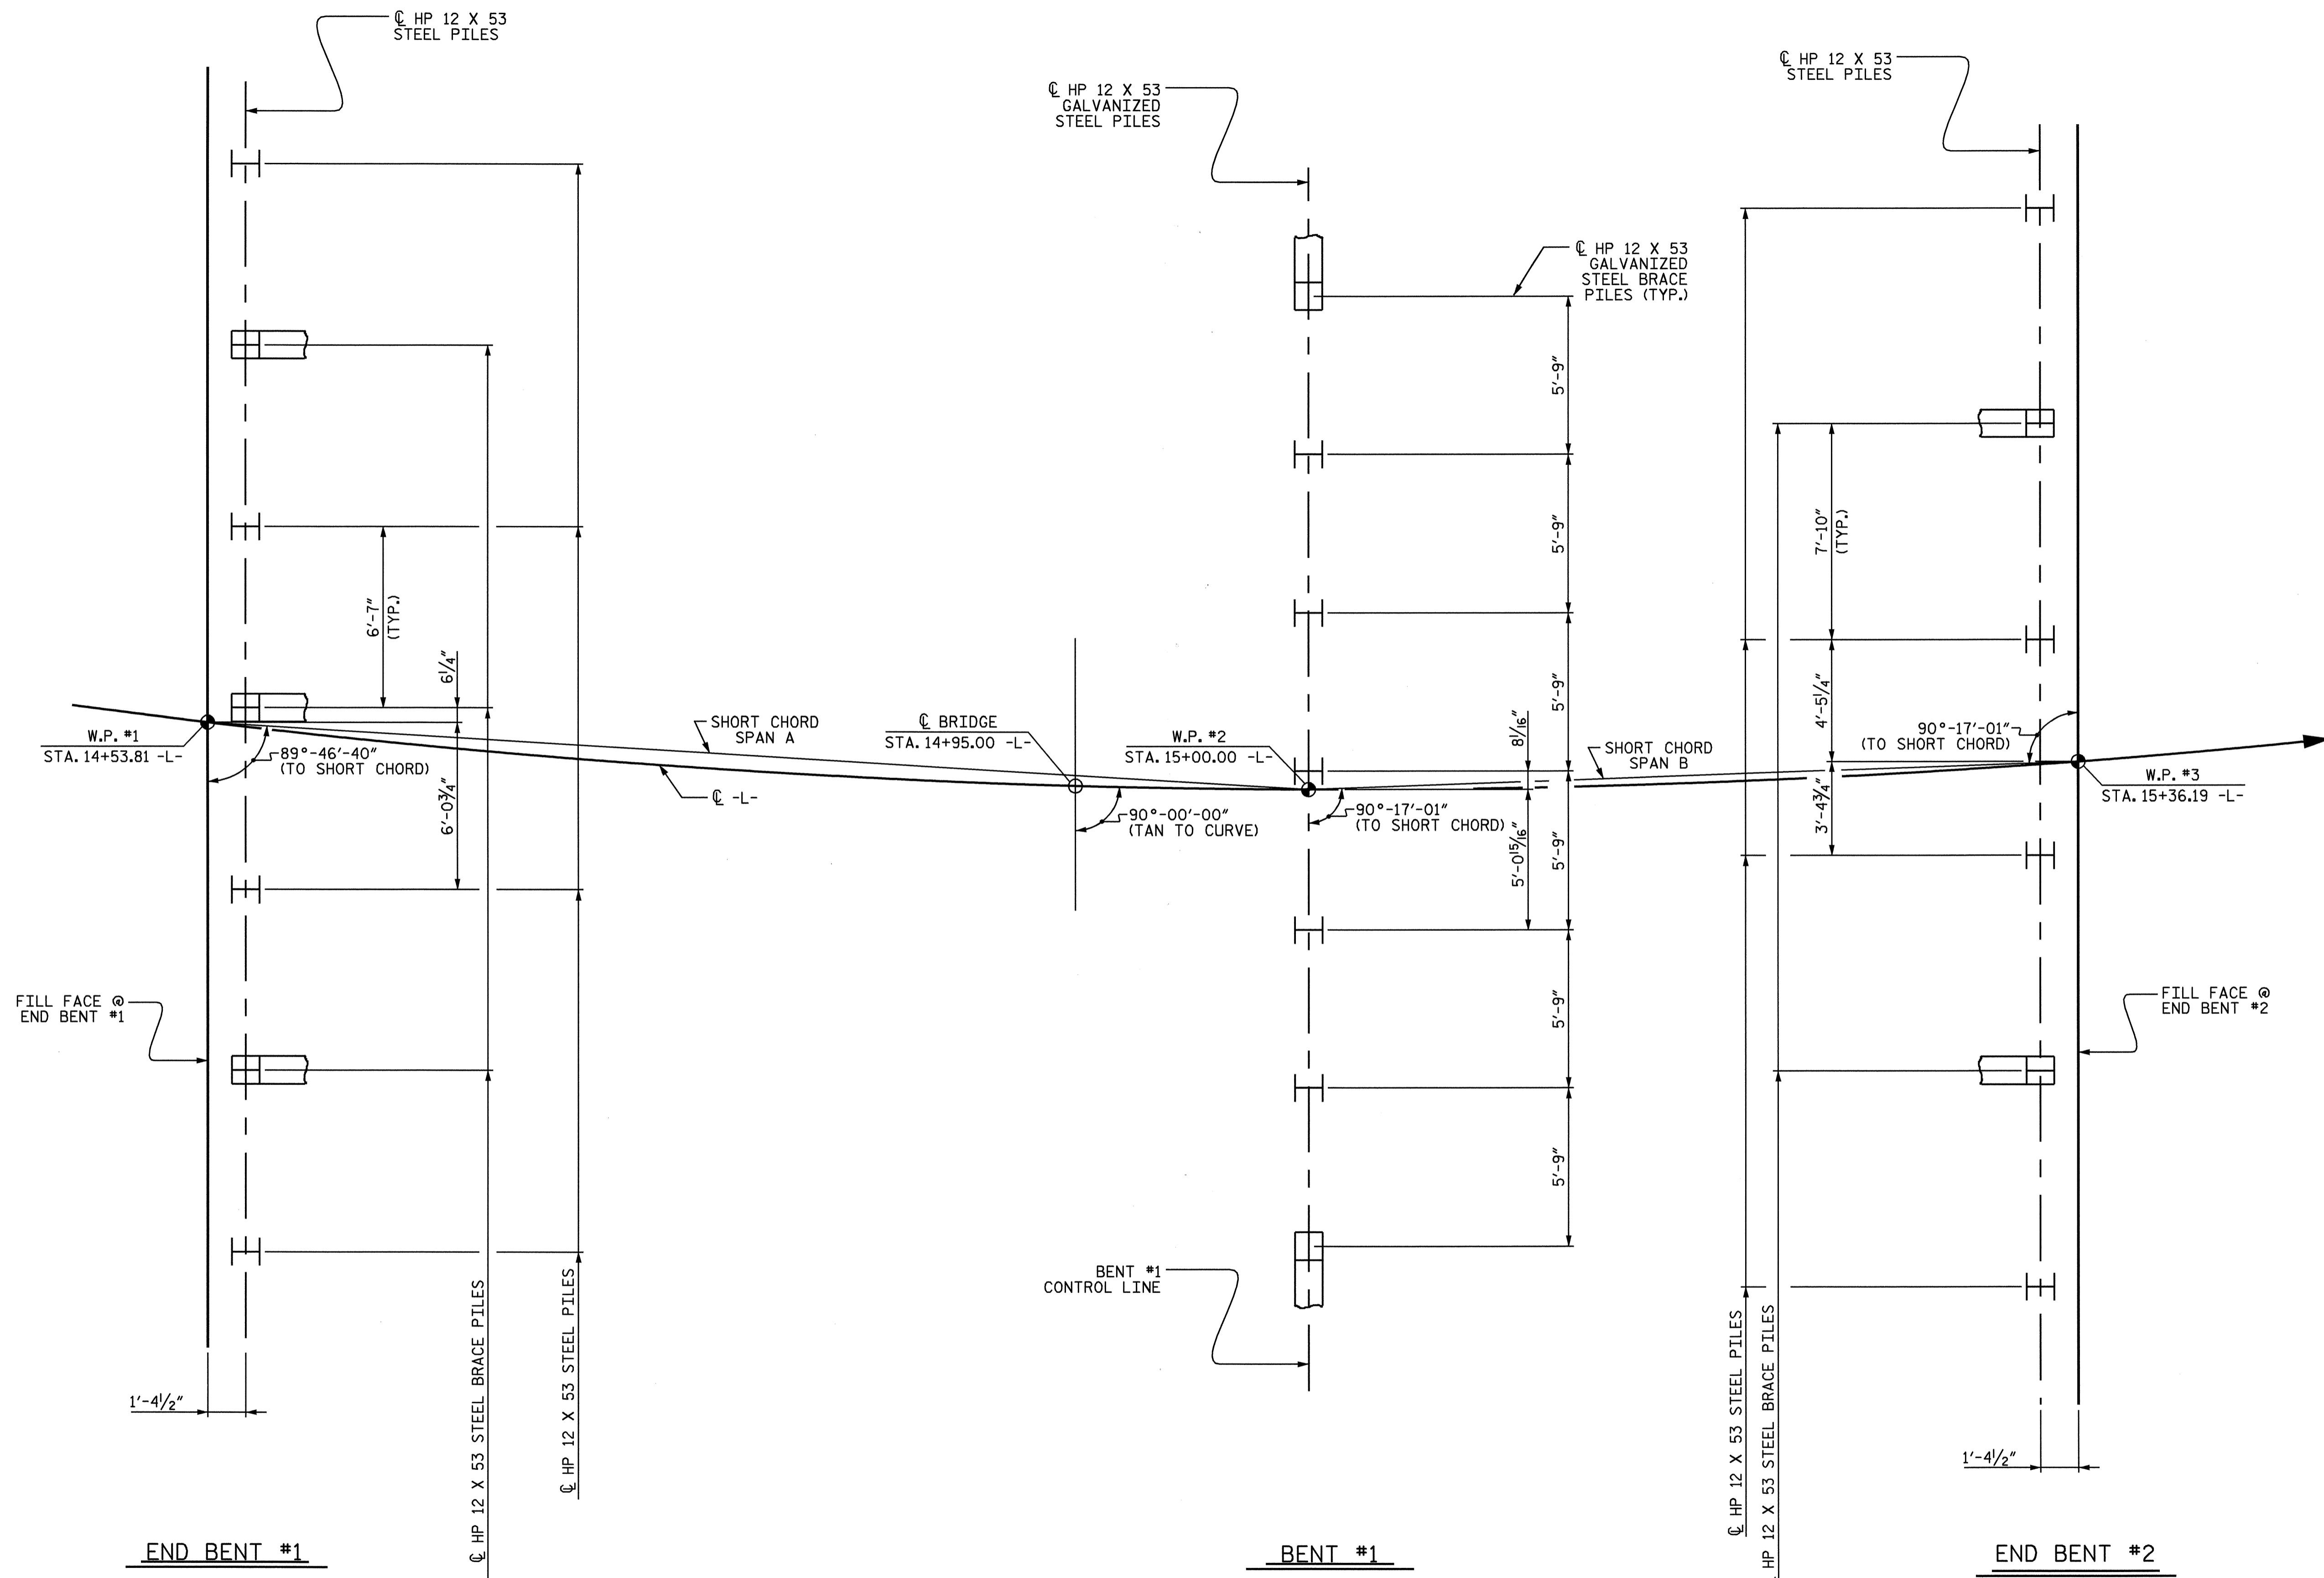 ℄ HP 12 X 53
STEEL PILES
℄ HP 12 X 53
GALVANIZED
STEEL PILES
℄ HP 12 X 53
STEEL PILES
℄ HP 12 X 53
GALVANIZED
STEEL BRACE
PILES (TYP.)
6'-7"
(TYP.)
6¼"
6'-0¾"
W.P. #1
STA. 14+53.81 -L-
89°-46'-40"
(TO SHORT CHORD)
SHORT CHORD
SPAN A
℄ -L-
℄ BRIDGE
STA. 14+95.00 -L-
90°-00'-00"
(TAN TO CURVE)
W.P. #2
STA. 15+00.00 -L-
90°-17'-01"
(TO SHORT CHORD)
5'-9"
5'-9"
5'-9"
5'-9"
5'-9"
5'-9"
8 1/16"
5'-0 15/16"
SHORT CHORD
SPAN B
7'-10"
(TYP.)
4'-5¼"
3'-4¾"
90°-17'-01"
(TO SHORT CHORD)
W.P. #3
STA. 15+36.19 -L-
FILL FACE @
END BENT #1
FILL FACE @
END BENT #2
BENT #1
CONTROL LINE
℄ HP 12 X 53 STEEL BRACE PILES
℄ HP 12 X 53 STEEL PILES
℄ HP 12 X 53 STEEL PILES
HP 12 X 53 STEEL BRACE PILES
1'-4½"
1'-4½"
END BENT #1
BENT #1
END BENT #2